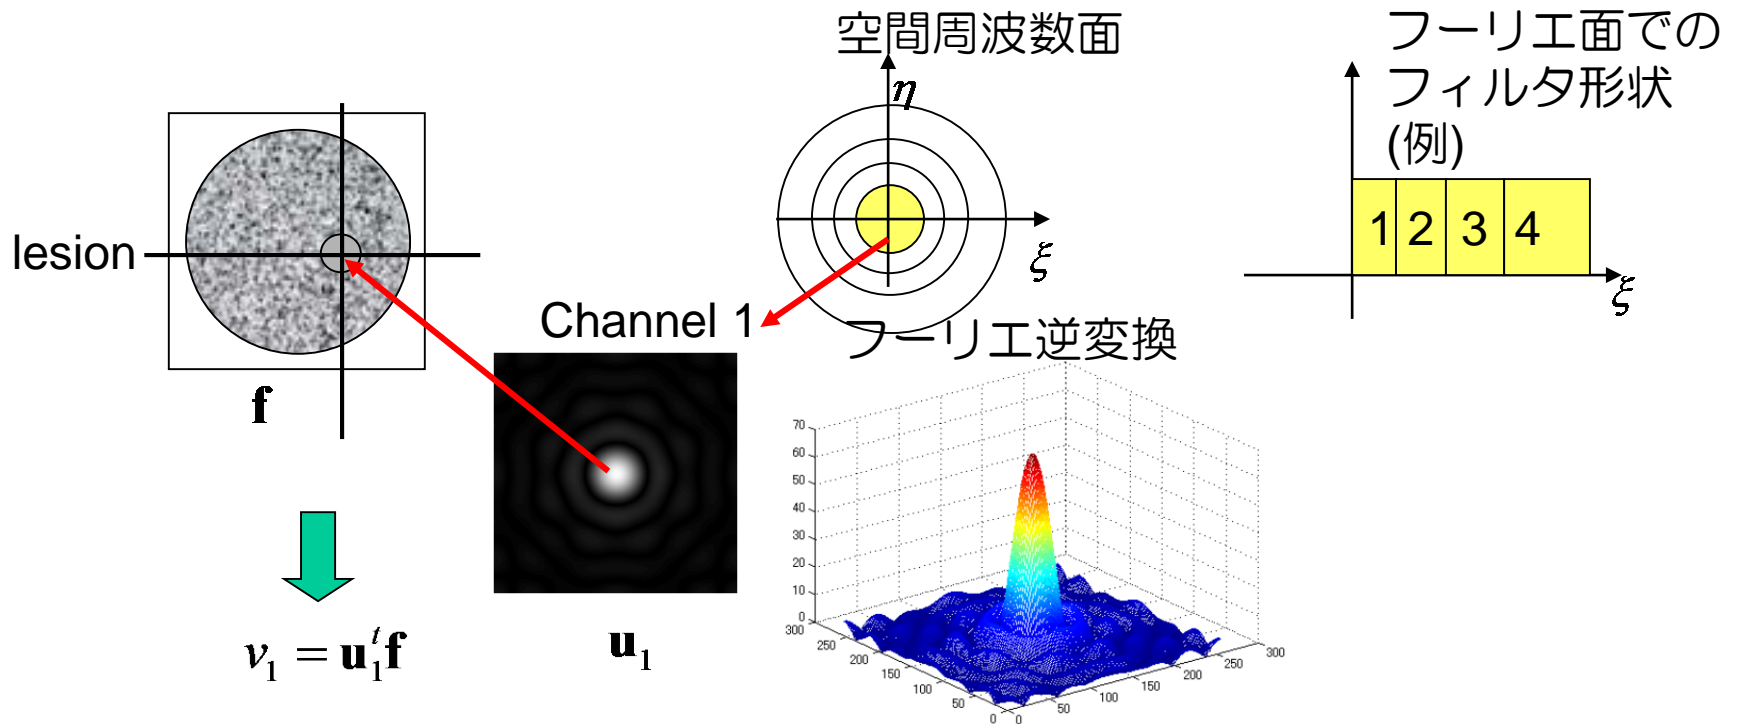 空間周波数面
η
ξ
フーリエ面での
フィルタ形状
(例)
1 2 3 4
ξ
lesion
f
Channel 1
フーリエ逆変換
u₁
v₁ = u₁ᵗf
70
60
50
40
30
20
10
0
300
250
200
150
100
50
0
0
50
100
150
200
250
300